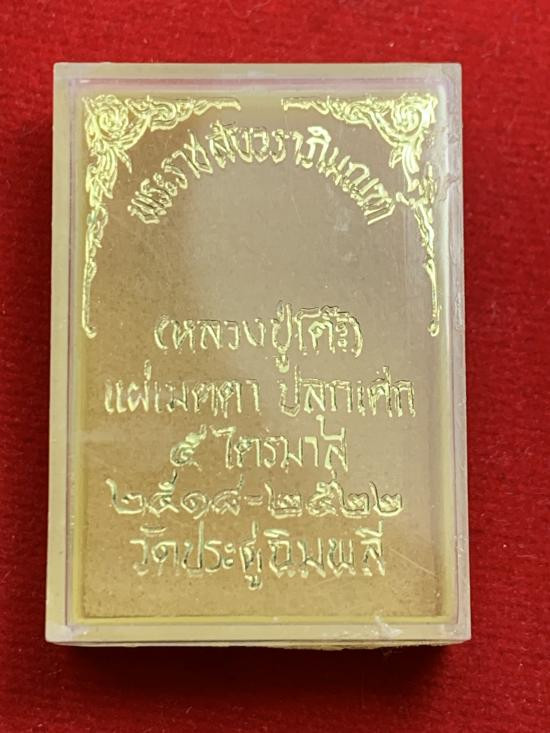 พระราชสังวราภิมณฑ์
(หลวงปู่โต๊ะ)
แผ่เมตตา ปลุกเศก
๕ ไตรมาส
๒๕๑๘-๒๕๒๒
วัดประดู่ฉิมพลี